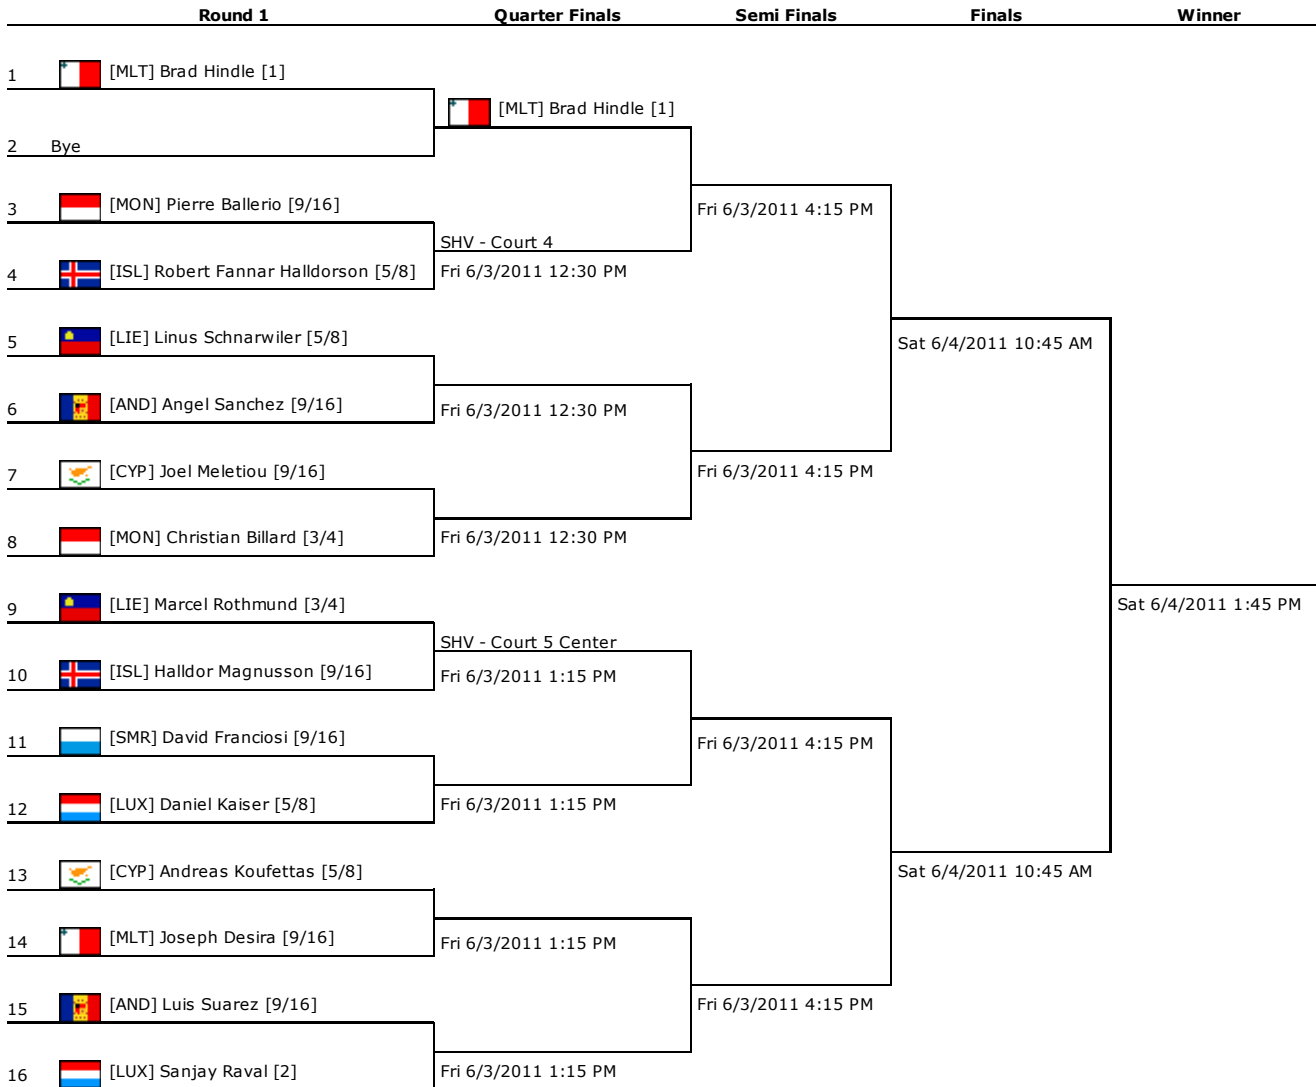 Round 1 Quarter Finals Semi Finals Finals Winner
1 [MLT] Brad Hindle [1]
[MLT] Brad Hindle [1]
2 Bye
3 [MON] Pierre Ballerio [9/16]
Fri 6/3/2011 4:15 PM
SHV - Court 4
4 [ISL] Robert Fannar Halldorson [5/8]
Fri 6/3/2011 12:30 PM
5 [LIE] Linus Schnarwiler [5/8]
Sat 6/4/2011 10:45 AM
6 [AND] Angel Sanchez [9/16]
Fri 6/3/2011 12:30 PM
7 [CYP] Joel Meletiou [9/16]
Fri 6/3/2011 4:15 PM
8 [MON] Christian Billard [3/4]
Fri 6/3/2011 12:30 PM
9 [LIE] Marcel Rothmund [3/4]
Sat 6/4/2011 1:45 PM
SHV - Court 5 Center
10 [ISL] Halldor Magnusson [9/16]
Fri 6/3/2011 1:15 PM
11 [SMR] David Franciosi [9/16]
Fri 6/3/2011 4:15 PM
12 [LUX] Daniel Kaiser [5/8]
Fri 6/3/2011 1:15 PM
13 [CYP] Andreas Koufettas [5/8]
Sat 6/4/2011 10:45 AM
14 [MLT] Joseph Desira [9/16]
Fri 6/3/2011 1:15 PM
15 [AND] Luis Suarez [9/16]
Fri 6/3/2011 4:15 PM
16 [LUX] Sanjay Raval [2]
Fri 6/3/2011 1:15 PM